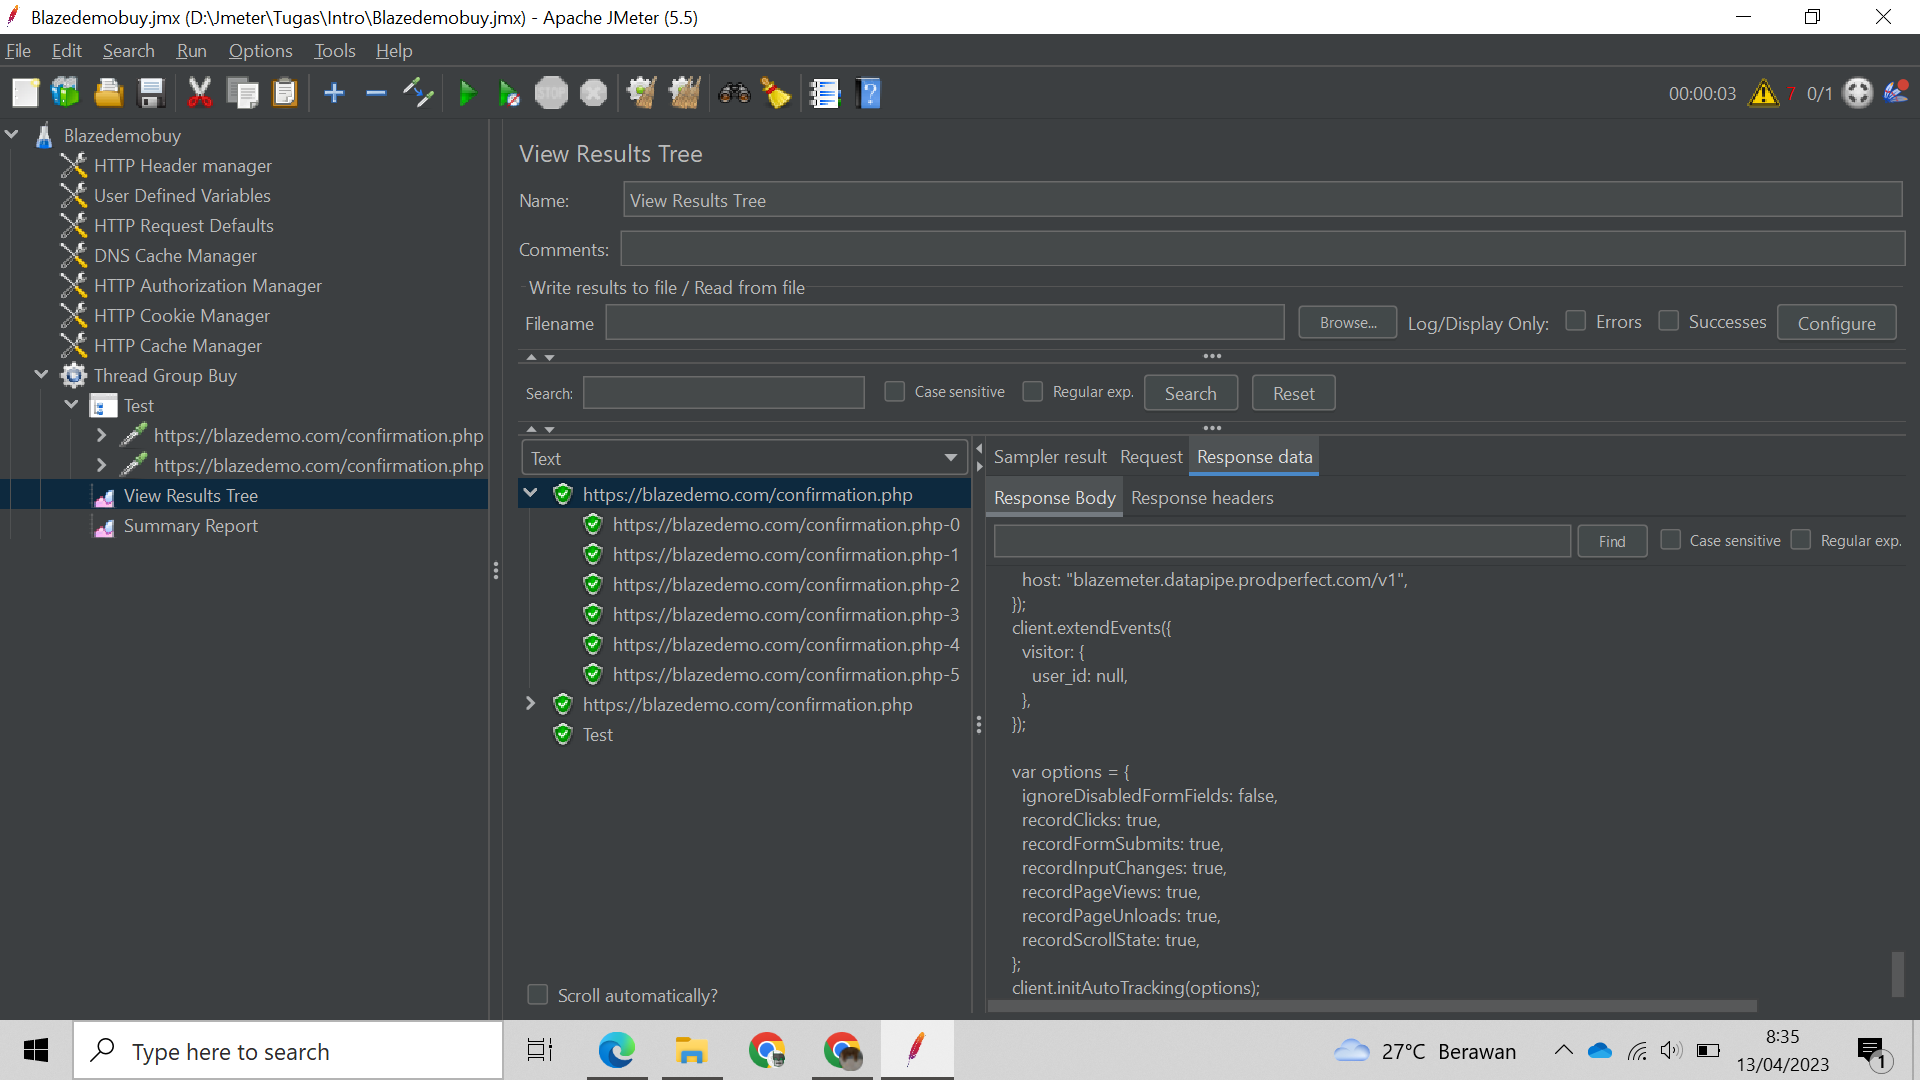 Blazedemobuy.jmx (D:\Jmeter\Tugas\Intro\Blazedemobuy.jmx) - Apache JMeter (5.5)
File Edit Search Run Options Tools Help
STOP
00:00:03 7 0/1
Blazedemobuy
HTTP Header manager
User Defined Variables
HTTP Request Defaults
DNS Cache Manager
HTTP Authorization Manager
HTTP Cookie Manager
HTTP Cache Manager
Thread Group Buy
Test
https://blazedemo.com/confirmation.php
https://blazedemo.com/confirmation.php
View Results Tree
Summary Report
View Results Tree
Name: View Results Tree
Comments:
Write results to file / Read from file
Filename Browse... Log/Display Only: Errors Successes Configure
Search: Case sensitive Regular exp. Search Reset
Text
https://blazedemo.com/confirmation.php
https://blazedemo.com/confirmation.php-0
https://blazedemo.com/confirmation.php-1
https://blazedemo.com/confirmation.php-2
https://blazedemo.com/confirmation.php-3
https://blazedemo.com/confirmation.php-4
https://blazedemo.com/confirmation.php-5
https://blazedemo.com/confirmation.php
Test
Scroll automatically?
Sampler result Request Response data
Response Body Response headers
Find Case sensitive Regular exp.
host: "blazemeter.datapipe.prodperfect.com/v1",
});
client.extendEvents({
visitor: {
user_id: null,
},
});
var options = {
ignoreDisabledFormFields: false,
recordClicks: true,
recordFormSubmits: true,
recordInputChanges: true,
recordPageViews: true,
recordPageUnloads: true,
recordScrollState: true,
};
client.initAutoTracking(options);
Type here to search
27°C Berawan
8:35
13/04/2023
1